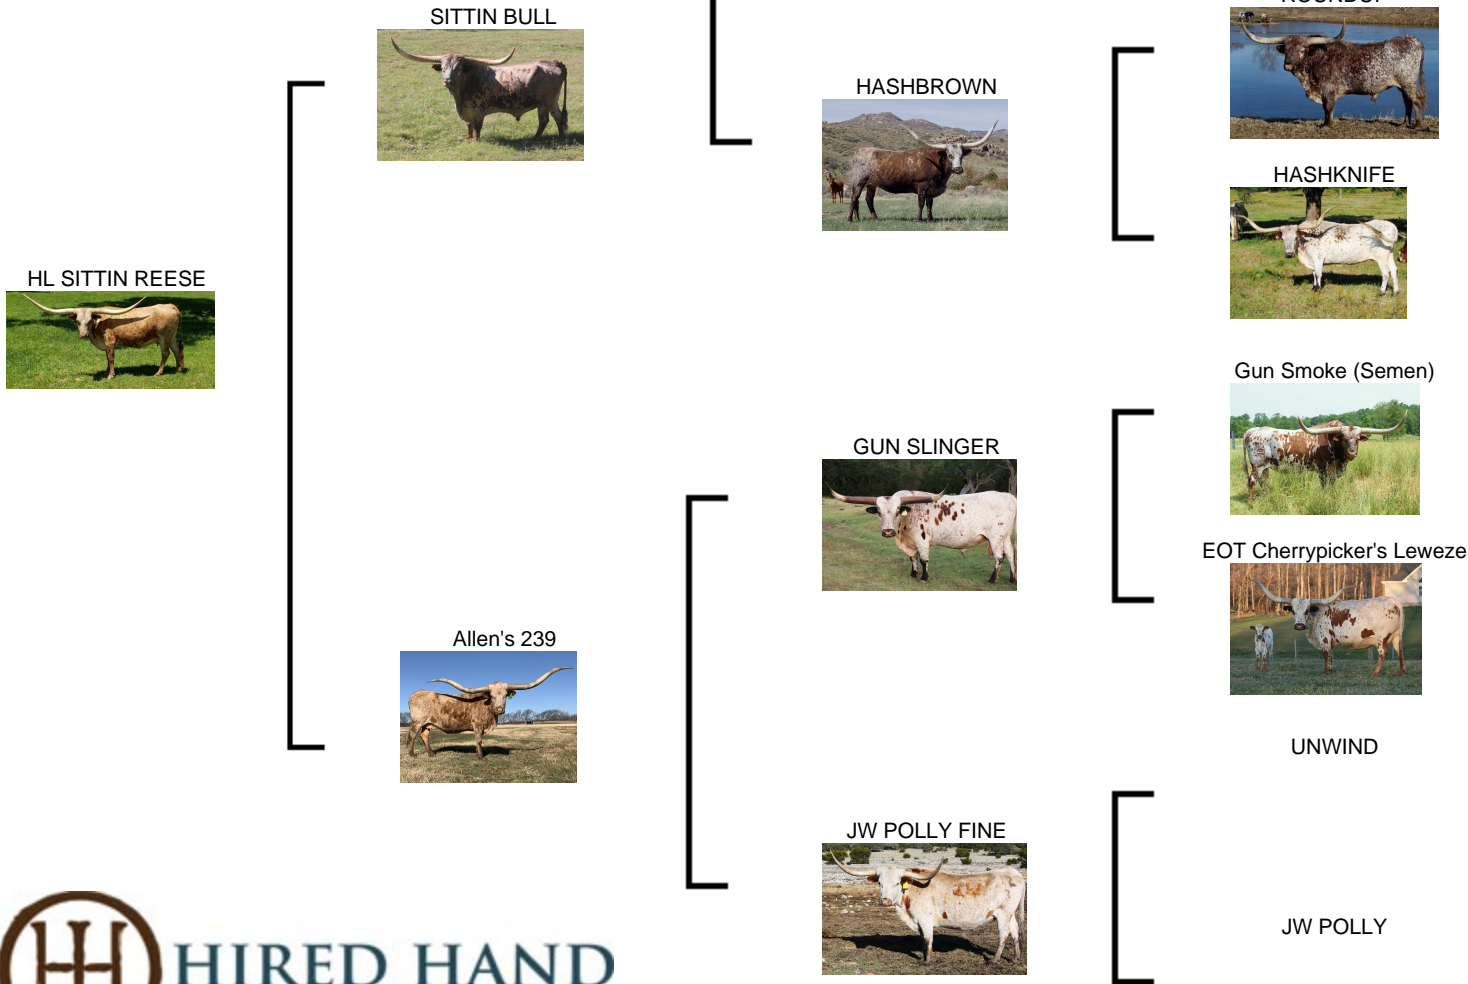 SITTIN BULL
HASHBROWN
HASHKNIFE
HL SITTIN REESE
Gun Smoke (Semen)
GUN SLINGER
EOT Cherrypicker's Leweze
Allen's 239
UNWIND
JW POLLY FINE
JW POLLY
HIRED HAND